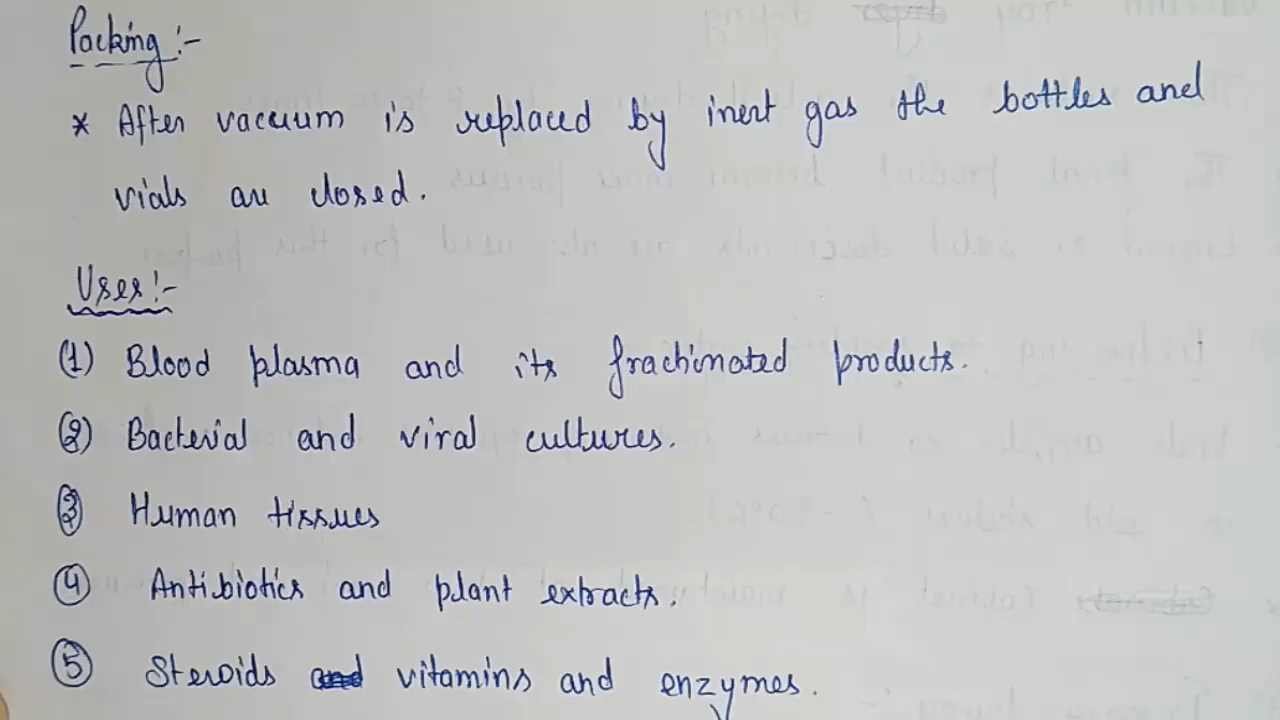 Packing :-
* After vacuum is replaced by inert gas the bottles and
vials are closed.
Uses :-
(1) Blood plasma and its fractionated products.
(2) Bacterial and viral cultures.
(3) Human tissues
(4) Antibiotics and plant extracts.
(5) Steroids vitamins and enzymes.